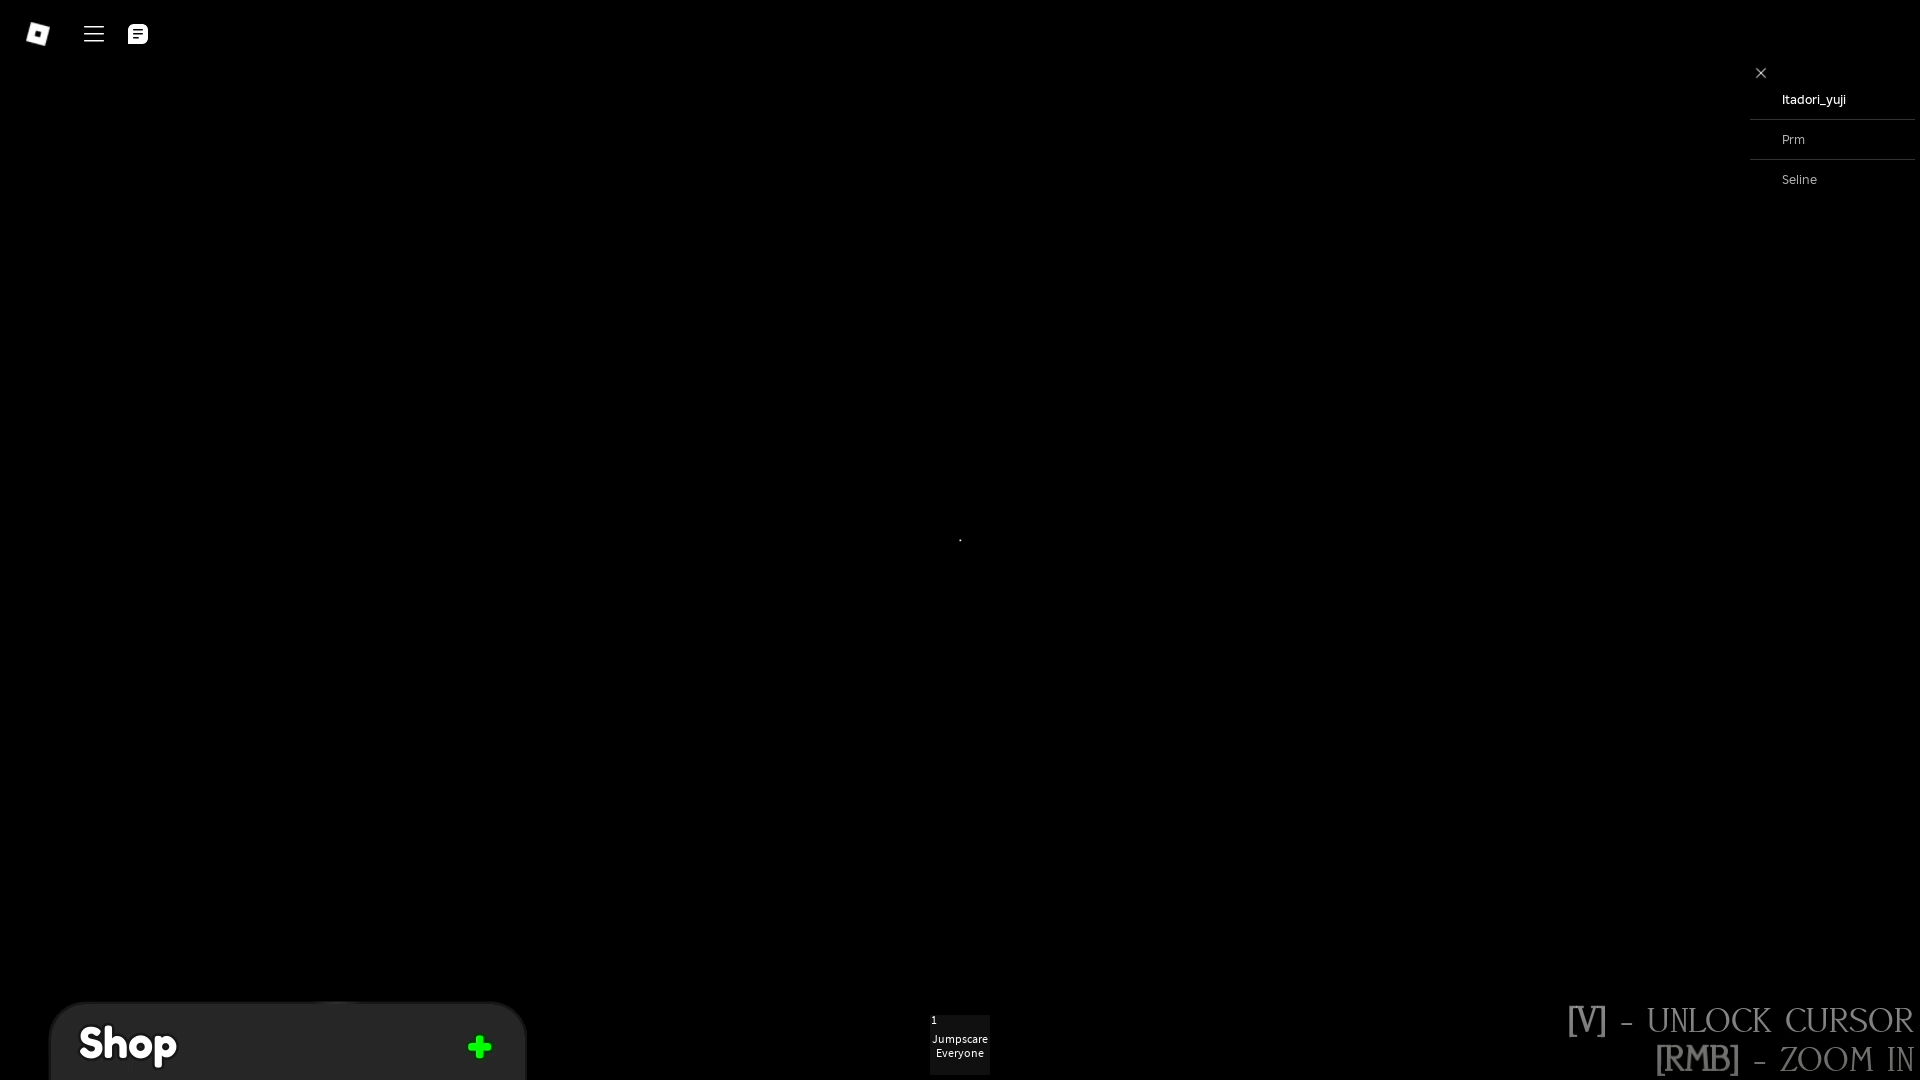 Itadori_yuji
Prm
Seline
Shop
1
Jumpscare
Everyone
[V] - UNLOCK CURSOR
[RMB] - ZOOM IN